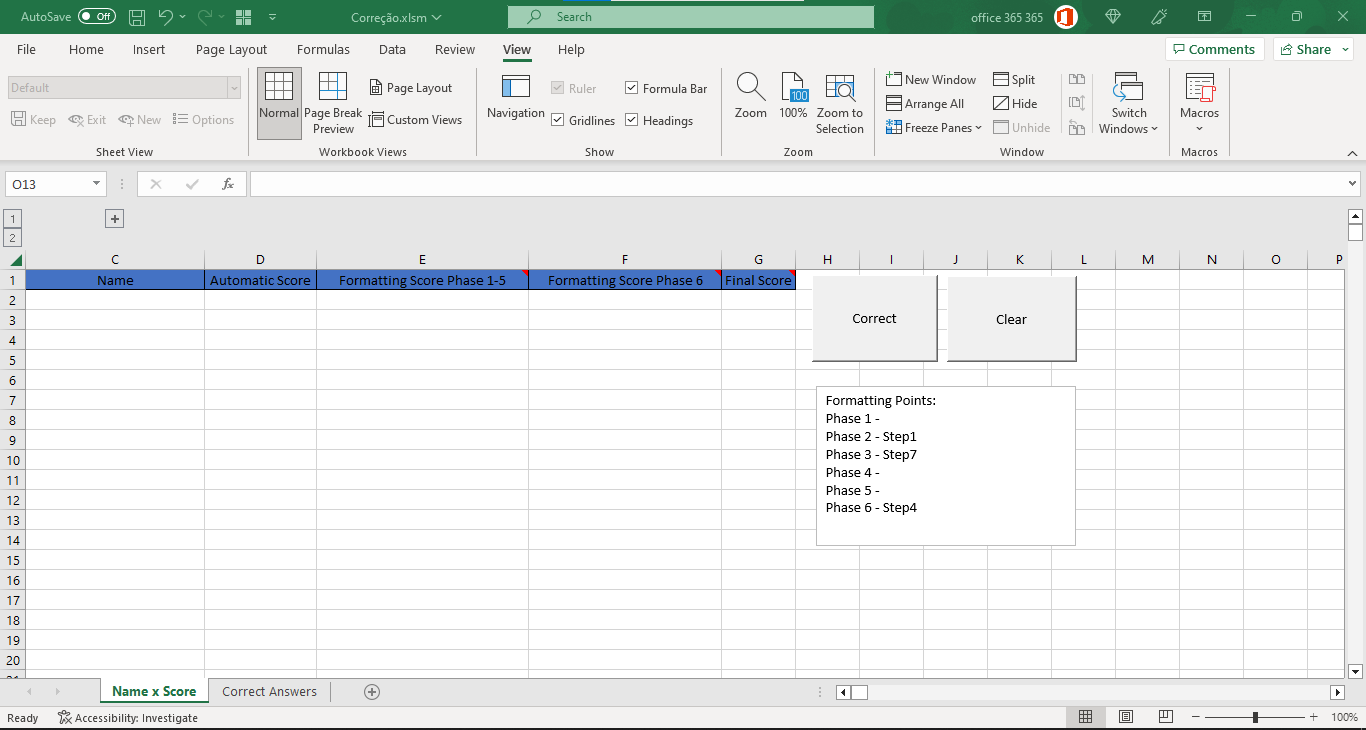 AutoSave Off Correção.xlsm Search office 365 365
File Home Insert Page Layout Formulas Data Review View Help Comments Share
Default
Keep Exit New Options
Sheet View
Normal Page Break Preview Page Layout Custom Views
Workbook Views
Navigation Ruler Formula Bar Gridlines Headings
Show
Zoom 100 100% Zoom to Selection
Zoom
New Window Split
Arrange All Hide
Freeze Panes Unhide
Switch Windows
Window
Macros
Macros
O13 fx
1
2
C D E F G H I J K L M N O P
1 Name Automatic Score Formatting Score Phase 1-5 Formatting Score Phase 6 Final Score
2
3
4
5
6
7
8
9
10
11
12
13
14
15
16
17
18
19
20
Correct Clear
Formatting Points:
Phase 1 -
Phase 2 - Step1
Phase 3 - Step7
Phase 4 -
Phase 5 -
Phase 6 - Step4
Name x Score Correct Answers
Ready Accessibility: Investigate 100%